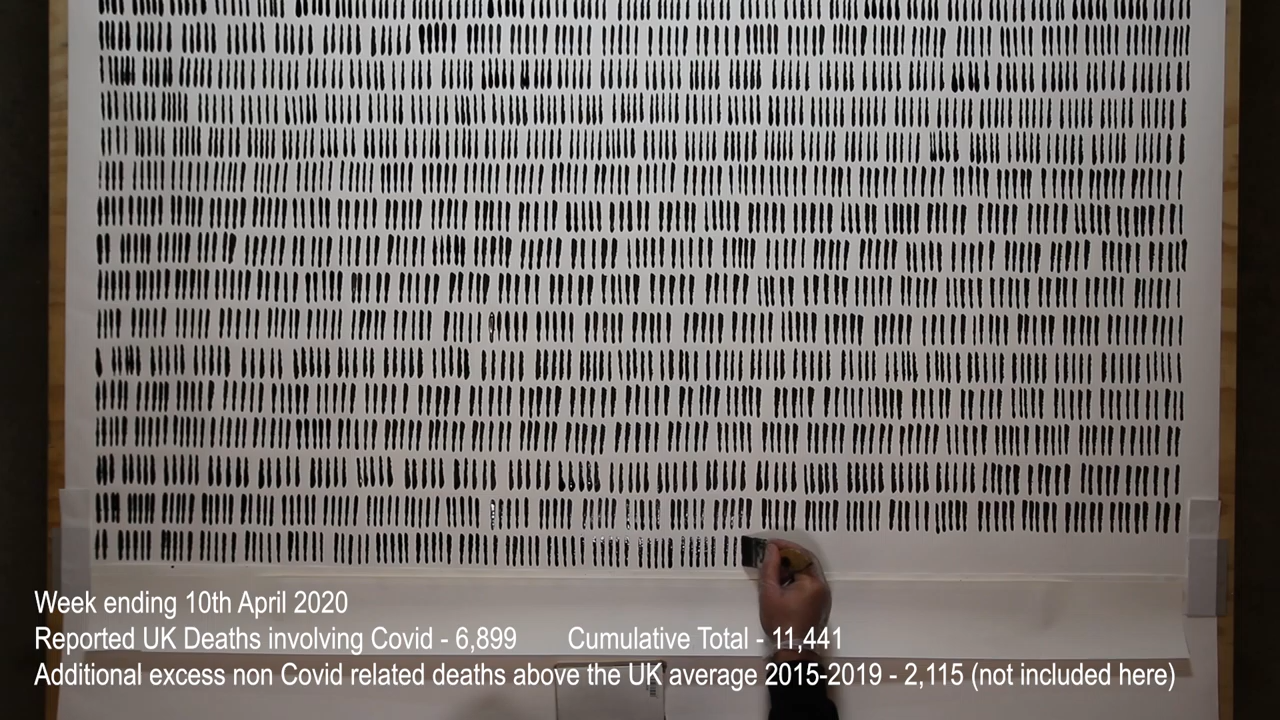 Week ending 10th April 2020
Reported UK Deaths involving Covid - 6,899 Cumulative Total - 11,441
Additional excess non Covid related deaths above the UK average 2015-2019 - 2,115 (not included here)